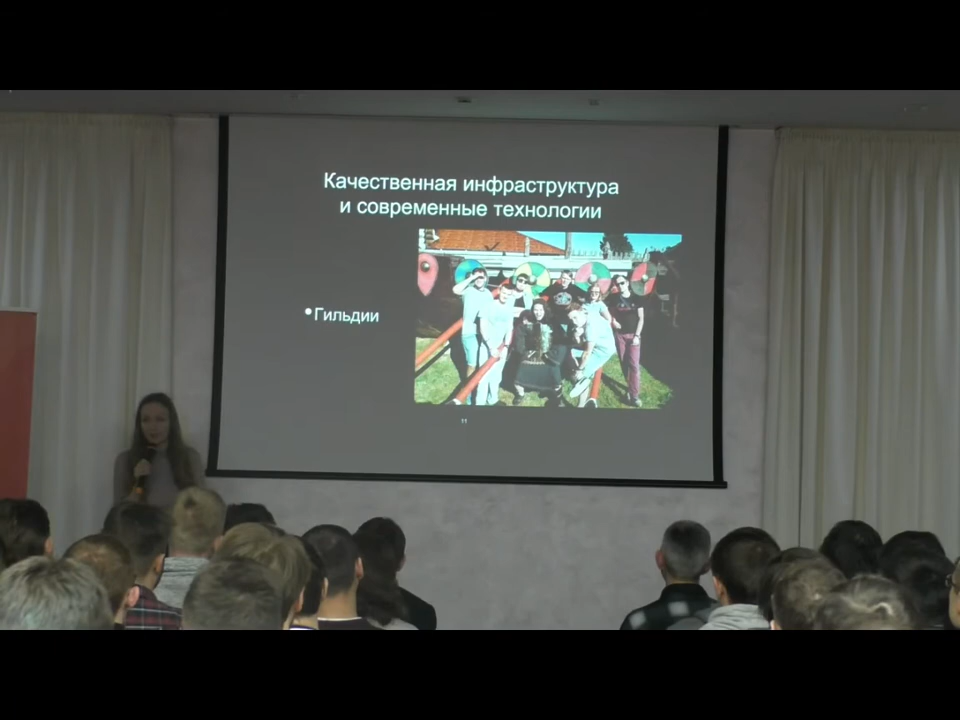 Качественная инфраструктура
и современные технологии
•Гильдии